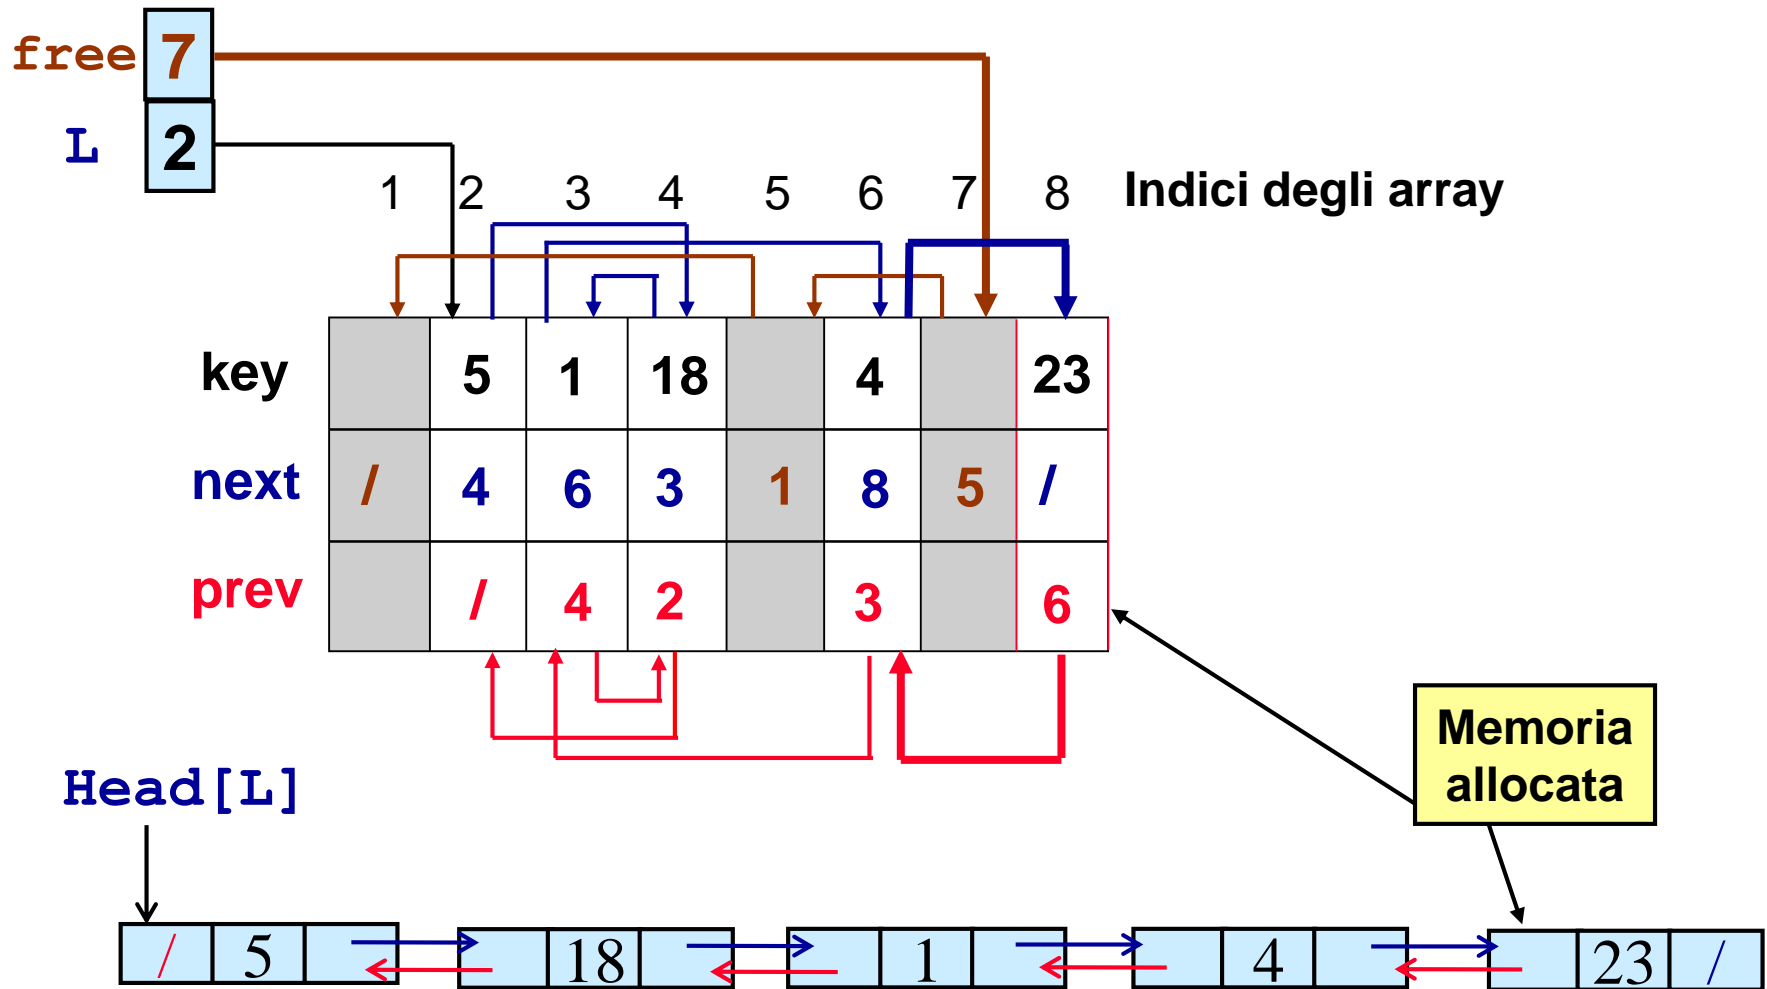 free 7
L 2
1 2 3 4 5 6 7 8 Indici degli array
key 5 1 18 4 23
next / 4 6 3 1 8 5 /
prev / 4 2 3 6
Memoria
allocata
Head[L]
/ 5 18 1 4 23 /